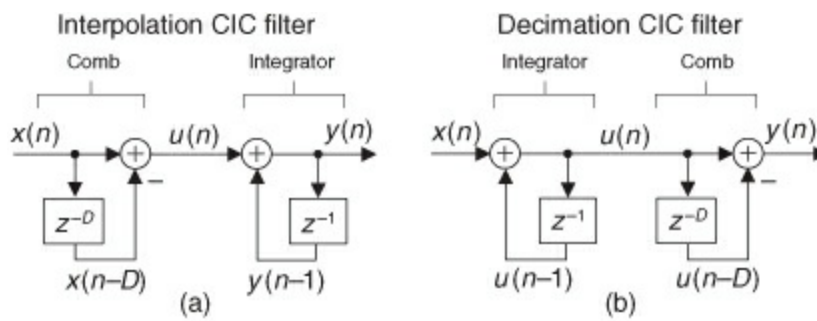 Interpolation CIC filter
Decimation CIC filter
Comb
Integrator
Integrator
Comb
x(n)
+
u(n)
+
y(n)
x(n)
+
u(n)
+
y(n)
–
–
z⁻ᴰ
z⁻¹
z⁻¹
z⁻ᴰ
x(n–D)
y(n–1)
u(n–1)
u(n–D)
(a)
(b)